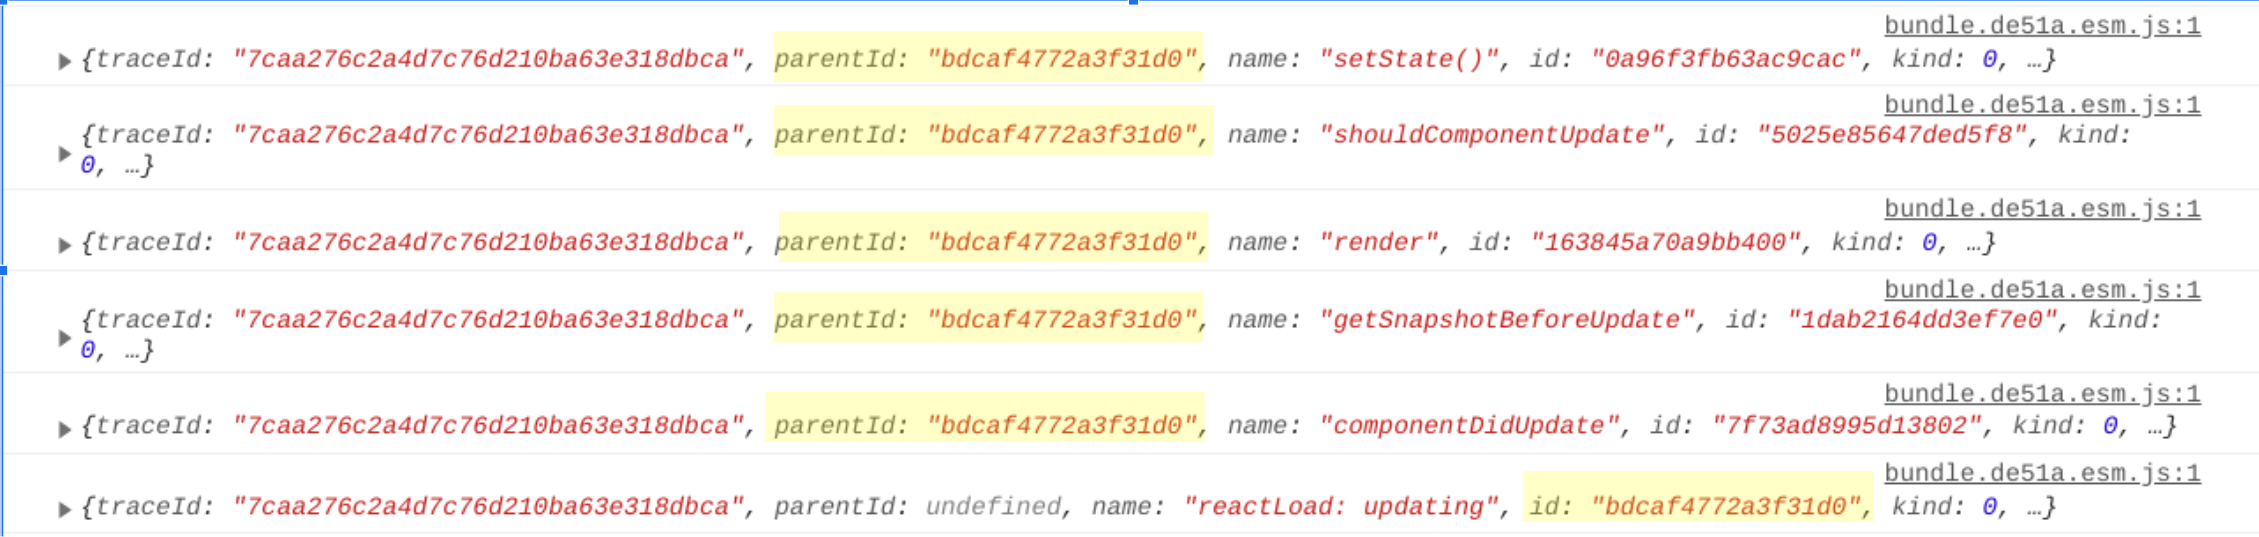 bundle.de51a.esm.js:1
▶{traceId: "7caa276c2a4d7c76d210ba63e318dbca", parentId: "bdcaf4772a3f31d0", name: "setState()", id: "0a96f3fb63ac9cac", kind: 0, …}
bundle.de51a.esm.js:1
▶{traceId: "7caa276c2a4d7c76d210ba63e318dbca", parentId: "bdcaf4772a3f31d0", name: "shouldComponentUpdate", id: "5025e85647ded5f8", kind:
0, …}
bundle.de51a.esm.js:1
▶{traceId: "7caa276c2a4d7c76d210ba63e318dbca", parentId: "bdcaf4772a3f31d0", name: "render", id: "163845a70a9bb400", kind: 0, …}
bundle.de51a.esm.js:1
▶{traceId: "7caa276c2a4d7c76d210ba63e318dbca", parentId: "bdcaf4772a3f31d0", name: "getSnapshotBeforeUpdate", id: "1dab2164dd3ef7e0", kind:
0, …}
bundle.de51a.esm.js:1
▶{traceId: "7caa276c2a4d7c76d210ba63e318dbca", parentId: "bdcaf4772a3f31d0", name: "componentDidUpdate", id: "7f73ad8995d13802", kind: 0, …}
bundle.de51a.esm.js:1
▶{traceId: "7caa276c2a4d7c76d210ba63e318dbca", parentId: undefined, name: "reactLoad: updating", id: "bdcaf4772a3f31d0", kind: 0, …}